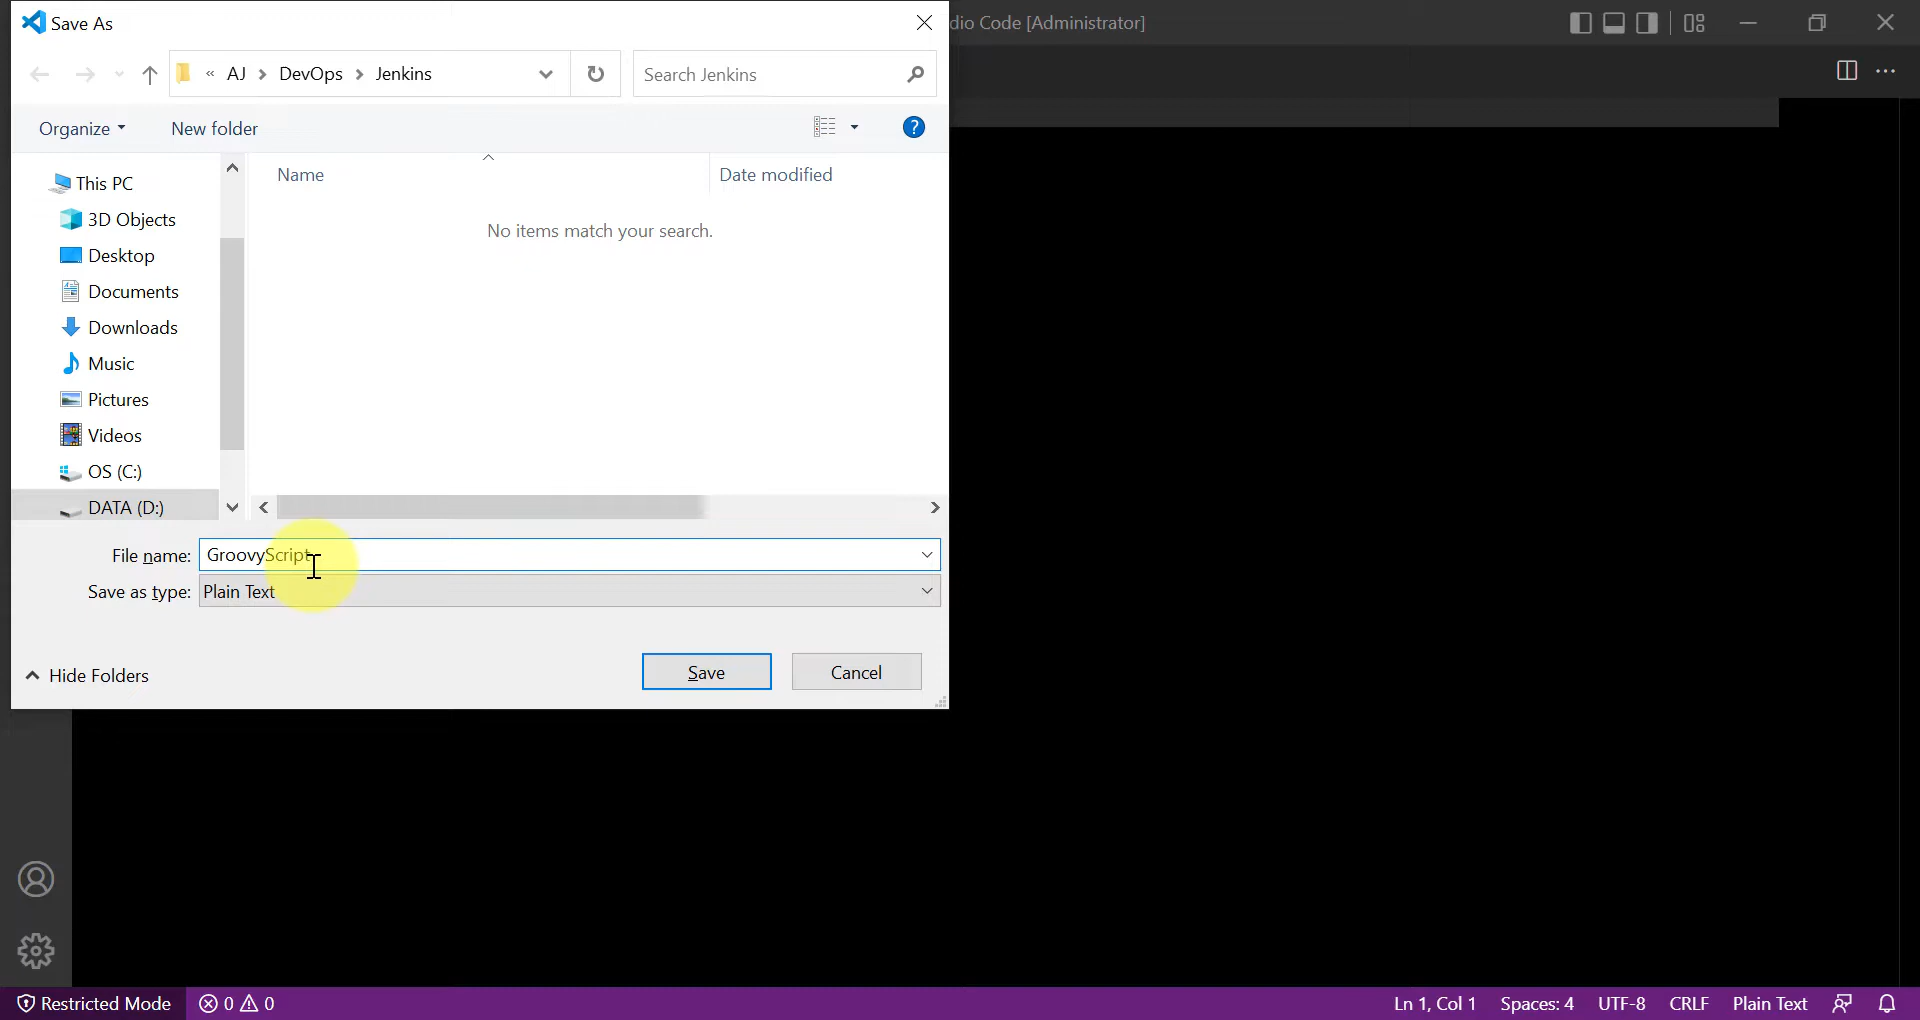 Save As
dio Code [Administrator]
« AJ > DevOps > Jenkins
Search Jenkins
Organize
New folder
?
Name
Date modified
This PC
No items match your search.
3D Objects
Desktop
Documents
Downloads
Music
Pictures
Videos
OS (C:)
DATA (D:)
File name: GroovyScript
Save as type: Plain Text
Hide Folders
Save
Cancel
Restricted Mode
0
0
Ln 1, Col 1
Spaces: 4
UTF-8
CRLF
Plain Text